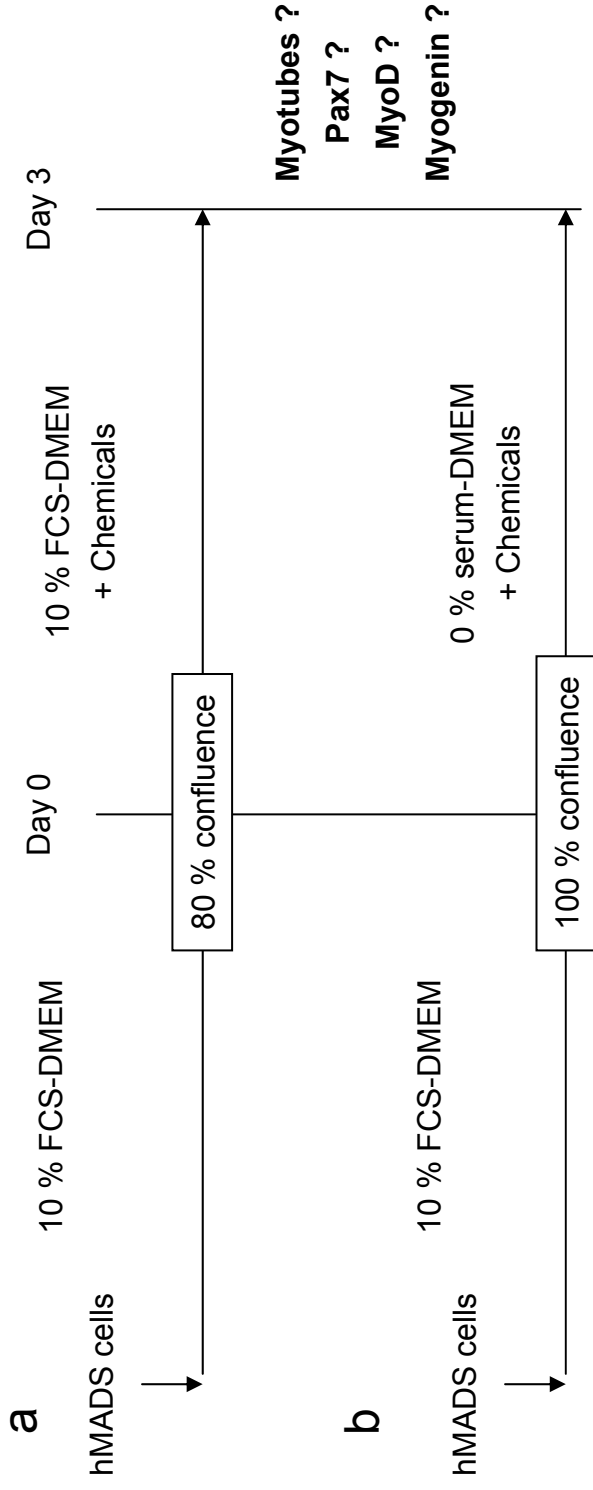 a
Day 0
Day 3
hMADS cells
10 % FCS-DMEM
10 % FCS-DMEM
+ Chemicals
80 % confluence
Myotubes ?
Pax7 ?
MyoD ?
Myogenin ?
b
hMADS cells
10 % FCS-DMEM
0 % serum-DMEM
+ Chemicals
100 % confluence